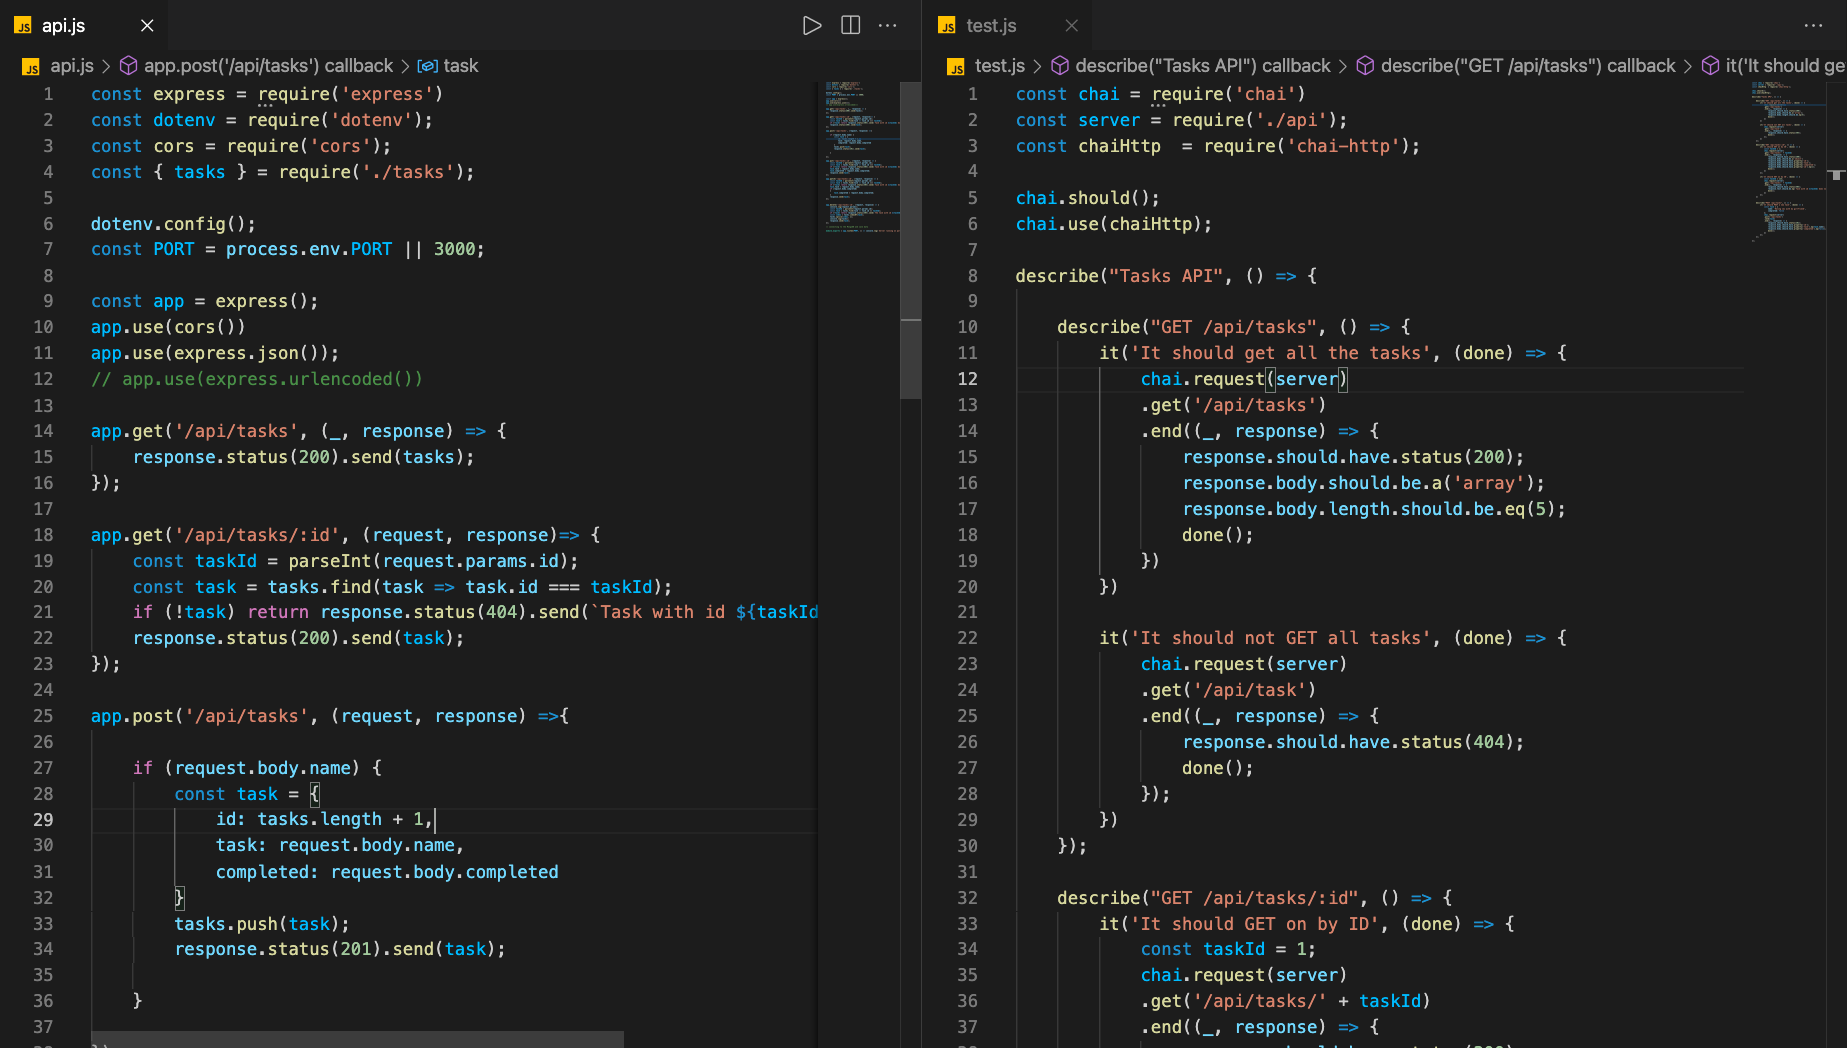 JS api.js
JS api.js > app.post('/api/tasks') callback > task
1 const express = require('express')
2 const dotenv = require('dotenv');
3 const cors = require('cors');
4 const { tasks } = require('./tasks');
5
6 dotenv.config();
7 const PORT = process.env.PORT || 3000;
8
9 const app = express();
10 app.use(cors())
11 app.use(express.json());
12 // app.use(express.urlencoded())
13
14 app.get('/api/tasks', (_, response) => {
15     response.status(200).send(tasks);
16 });
17
18 app.get('/api/tasks/:id', (request, response)=> {
19     const taskId = parseInt(request.params.id);
20     const task = tasks.find(task => task.id === taskId);
21     if (!task) return response.status(404).send(`Task with id ${taskId
22     response.status(200).send(task);
23 });
24
25 app.post('/api/tasks', (request, response) =>{
26
27     if (request.body.name) {
28         const task = {
29             id: tasks.length + 1,
30             task: request.body.name,
31             completed: request.body.completed
32         }
33         tasks.push(task);
34         response.status(201).send(task);
35
36     }
37
JS test.js
JS test.js > describe("Tasks API") callback > describe("GET /api/tasks") callback > it('It should ge
1 const chai = require('chai')
2 const server = require('./api');
3 const chaiHttp  = require('chai-http');
4
5 chai.should();
6 chai.use(chaiHttp);
7
8 describe("Tasks API", () => {
9
10     describe("GET /api/tasks", () => {
11         it('It should get all the tasks', (done) => {
12             chai.request(server)
13             .get('/api/tasks')
14             .end((_, response) => {
15                 response.should.have.status(200);
16                 response.body.should.be.a('array');
17                 response.body.length.should.be.eq(5);
18                 done();
19             })
20         })
21
22         it('It should not GET all tasks', (done) => {
23             chai.request(server)
24             .get('/api/task')
25             .end((_, response) => {
26                 response.should.have.status(404);
27                 done();
28             });
29         })
30     });
31
32     describe("GET /api/tasks/:id", () => {
33         it('It should GET on by ID', (done) => {
34             const taskId = 1;
35             chai.request(server)
36             .get('/api/tasks/' + taskId)
37             .end((_, response) => {